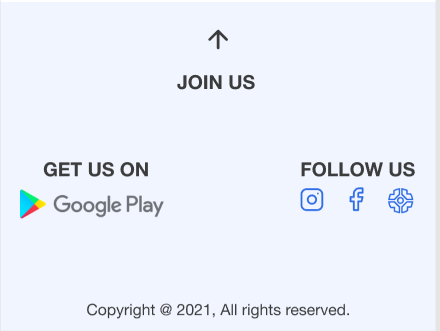 JOIN US
GET US ON
FOLLOW US
Google Play
Copyright @ 2021, All rights reserved.